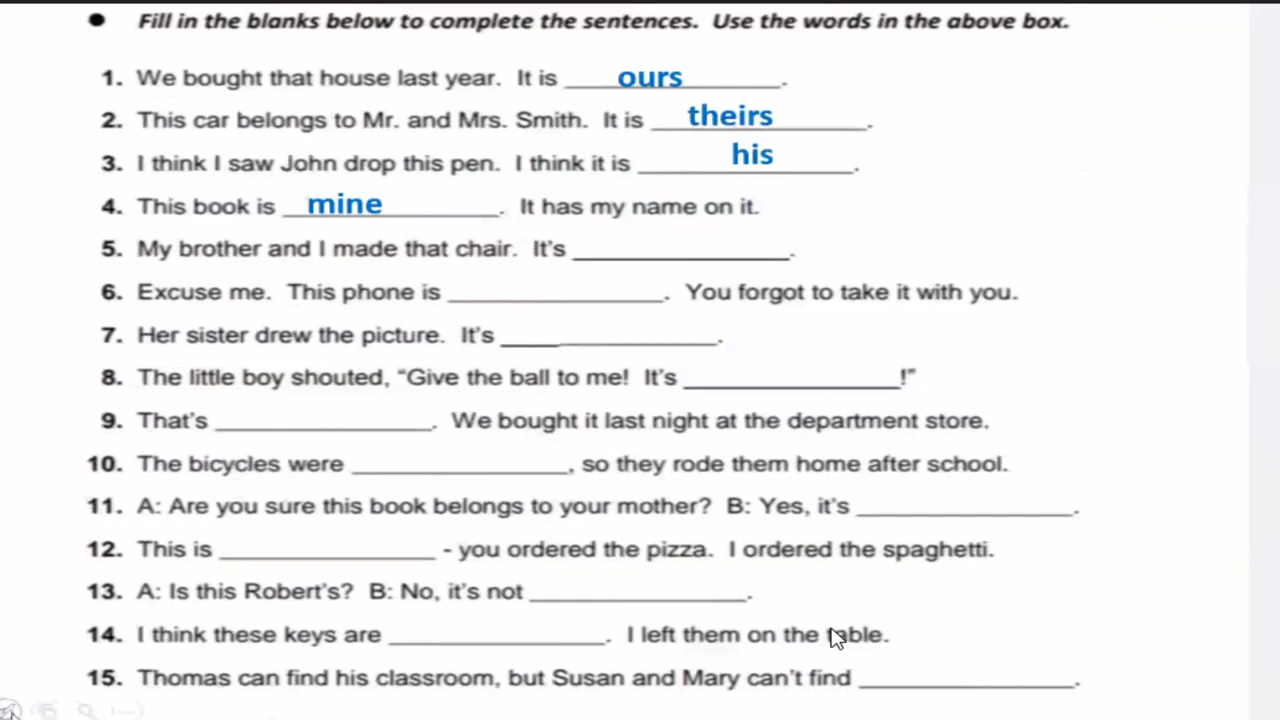 ● Fill in the blanks below to complete the sentences. Use the words in the above box.
1. We bought that house last year. It is ____ours____.
2. This car belongs to Mr. and Mrs. Smith. It is ____theirs____.
3. I think I saw John drop this pen. I think it is ____his____.
4. This book is ____mine____. It has my name on it.
5. My brother and I made that chair. It's ________.
6. Excuse me. This phone is ________. You forgot to take it with you.
7. Her sister drew the picture. It's ________.
8. The little boy shouted, “Give the ball to me! It's ________!”
9. That's ________. We bought it last night at the department store.
10. The bicycles were ________, so they rode them home after school.
11. A: Are you sure this book belongs to your mother? B: Yes, it's ________.
12. This is ________ - you ordered the pizza. I ordered the spaghetti.
13. A: Is this Robert's? B: No, it's not ________.
14. I think these keys are ________. I left them on the table.
15. Thomas can find his classroom, but Susan and Mary can't find ________.